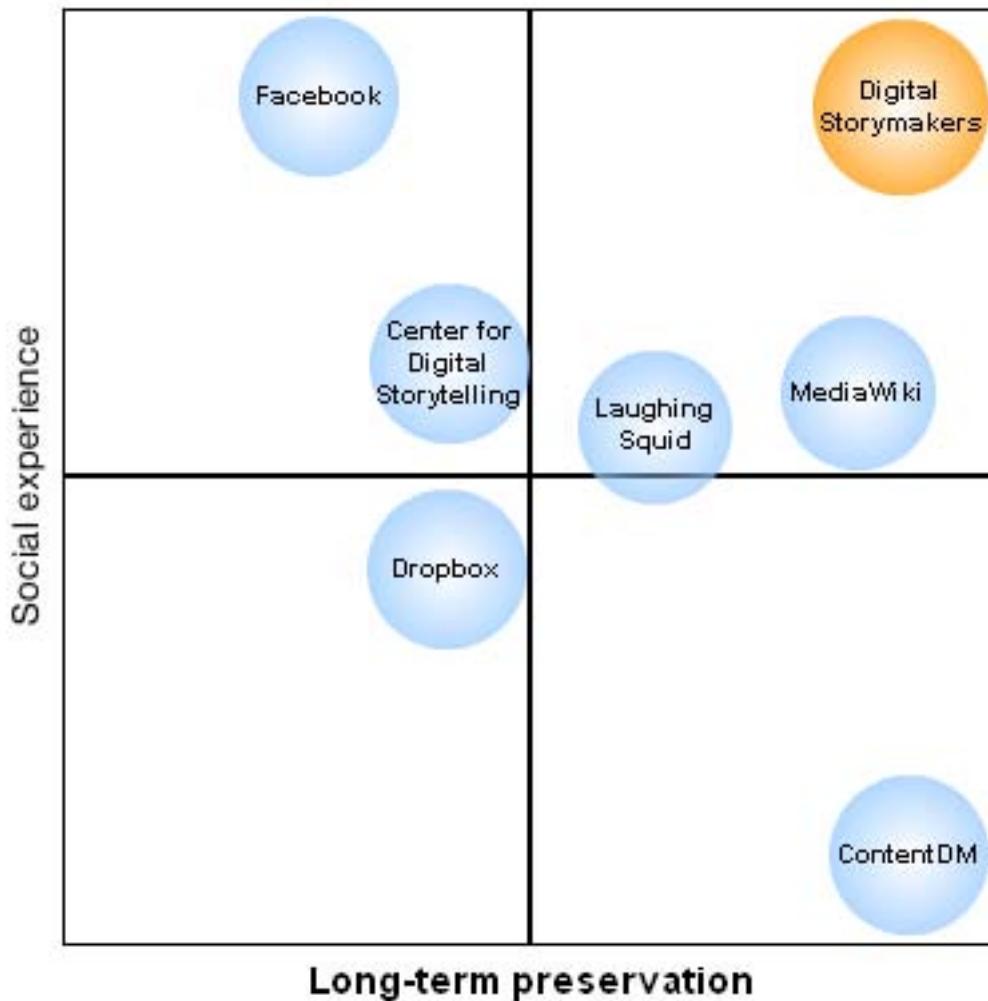 Facebook
Digital
Storymakers
Center for
Digital
Storytelling
MediaWiki
Laughing
Squid
Social experience
Dropbox
ContentDM
Long-term preservation